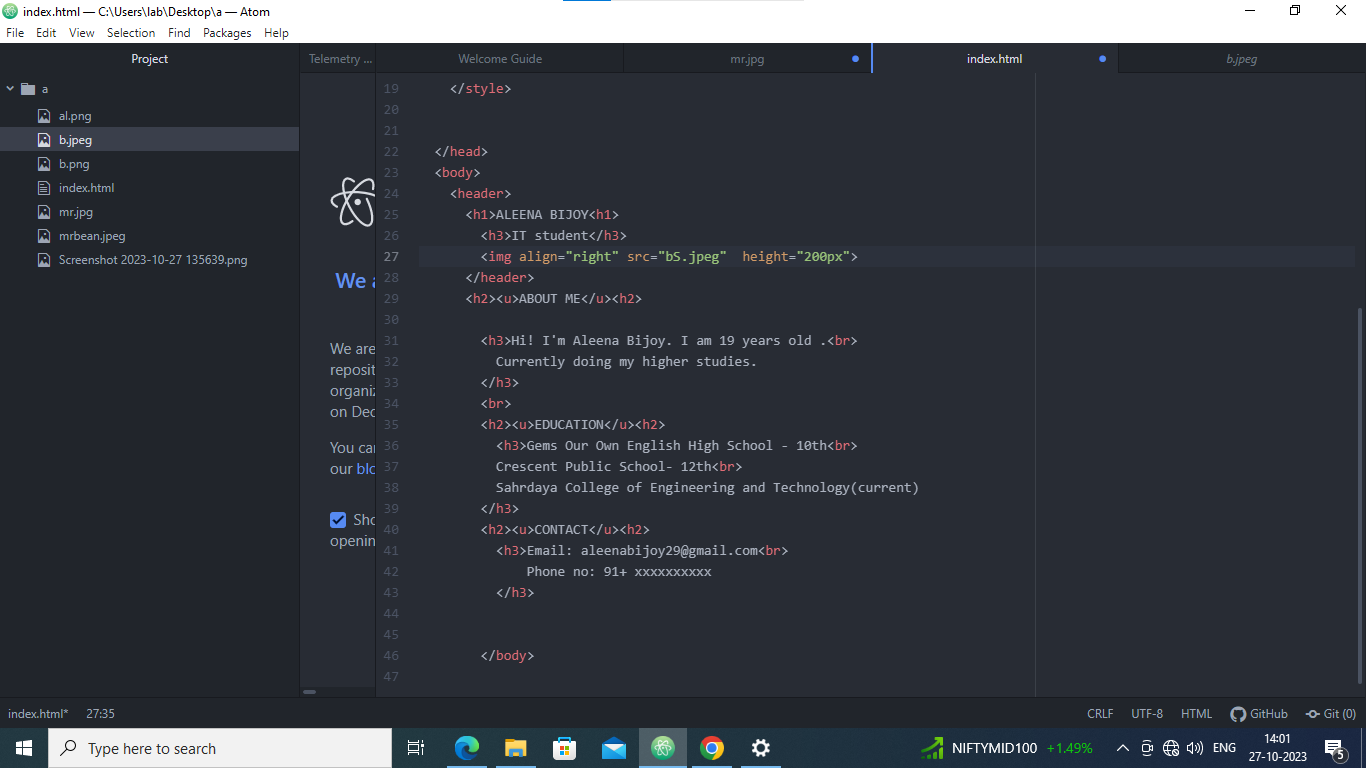 index.html — C:\Users\lab\Desktop\a — Atom
File Edit View Selection Find Packages Help
Project
Telemetry ... Welcome Guide mr.jpg index.html b.jpeg
a
al.png
b.jpeg
b.png
index.html
mr.jpg
mrbean.jpeg
Screenshot 2023-10-27 135639.png
We a
We are
reposit
organiz
on Dec
You can
our blo
Sho
openin
19 </style>
20
21
22 </head>
23 <body>
24 <header>
25 <h1>ALEENA BIJOY<h1>
26 <h3>IT student</h3>
27 <img align="right" src="bS.jpeg"  height="200px">
28 </header>
29 <h2><u>ABOUT ME</u><h2>
30
31 <h3>Hi! I'm Aleena Bijoy. I am 19 years old .<br>
32 Currently doing my higher studies.
33 </h3>
34 <br>
35 <h2><u>EDUCATION</u><h2>
36 <h3>Gems Our Own English High School - 10th<br>
37 Crescent Public School- 12th<br>
38 Sahrdaya College of Engineering and Technology(current)
39 </h3>
40 <h2><u>CONTACT</u><h2>
41 <h3>Email: aleenabijoy29@gmail.com<br>
42 Phone no: 91+ xxxxxxxxxx
43 </h3>
44
45
46 </body>
47
index.html* 27:35 CRLF UTF-8 HTML GitHub Git (0)
Type here to search NIFTYMID100 +1.49% ENG 14:01
27-10-2023 5